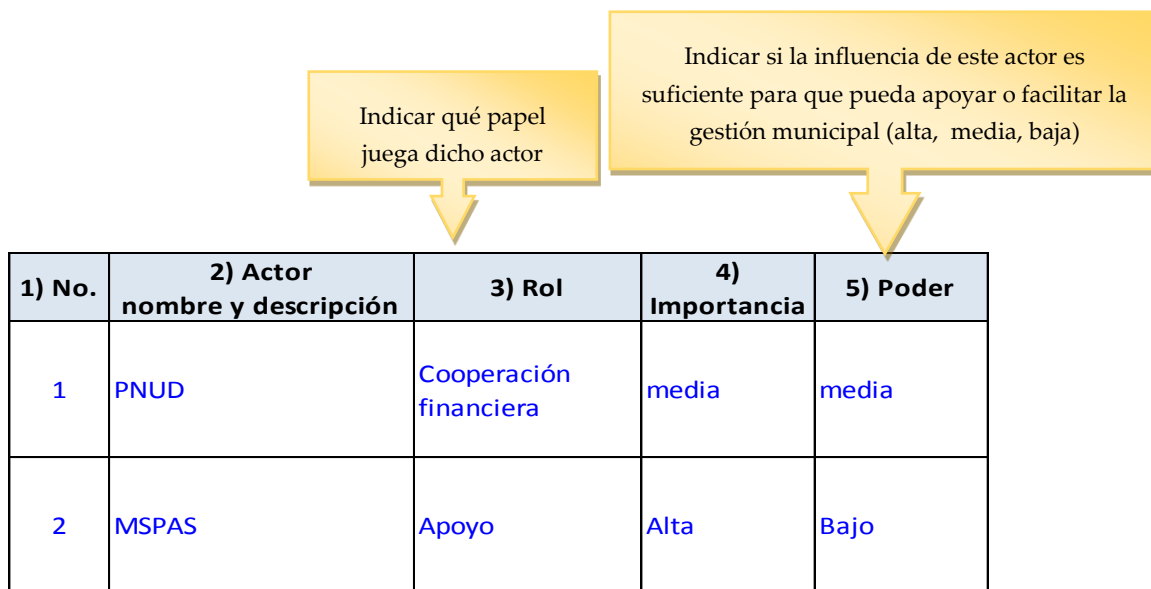 Indicar qué papel
juega dicho actor
Indicar si la influencia de este actor es
suficiente para que pueda apoyar o facilitar la
gestión municipal (alta, media, baja)
1) No.
2) Actor
nombre y descripción
3) Rol
4)
Importancia
5) Poder
1
PNUD
Cooperación
financiera
media
media
2
MSPAS
Apoyo
Alta
Bajo